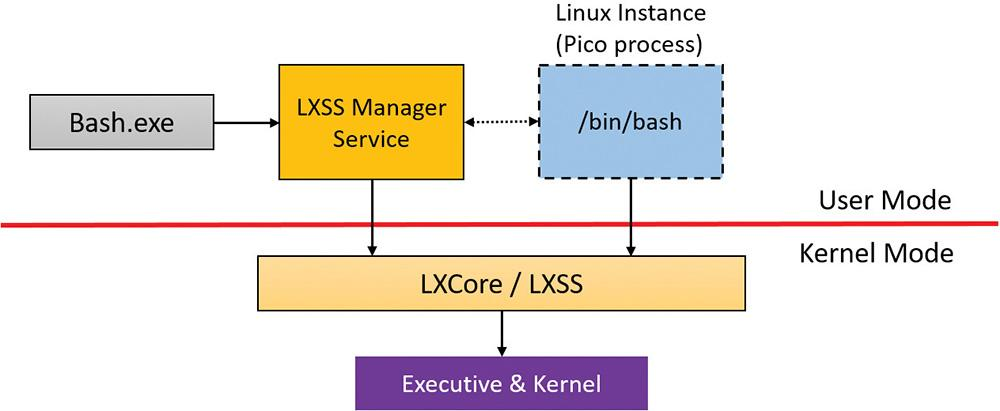 Linux Instance
(Pico process)
Bash.exe
LXSS Manager
Service
/bin/bash
User Mode
Kernel Mode
LXCore / LXSS
Executive & Kernel